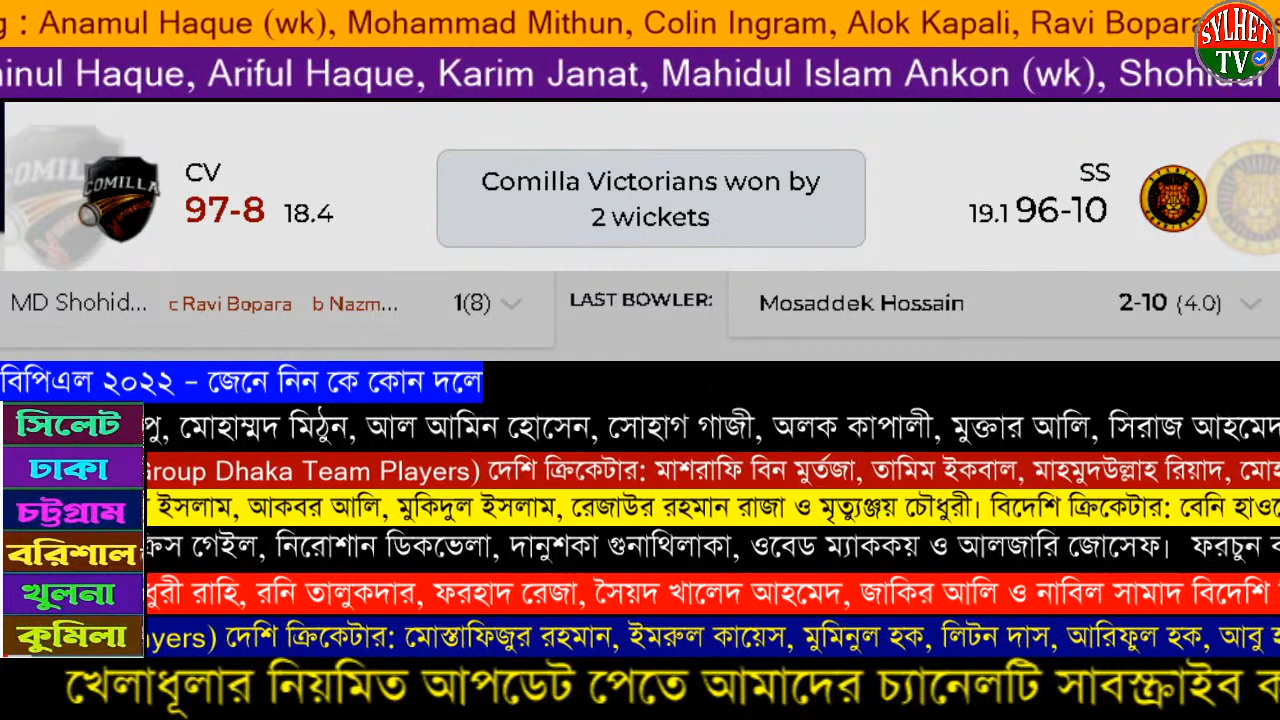 : Anamul Haque (wk), Mohammad Mithun, Colin Ingram, Alok Kapali, Ravi Bopara
SYLHET TV
Haque, Ariful Haque, Karim Janat, Mahidul Islam Ankon (wk),
COMILLA
CV
97-8 18.4
Comilla Victorians won by
2 wickets
SS
19.1 96-10
MD Shohid... c Ravi Bopara b Nazm... 1(8)
LAST BOWLER:
Mosaddek Hossain 2-10 (4.0)
বিপিএল ২০২২ - জেনে নিন কে কোন দলে
সিলেট পু, মোহাম্মদ মিঠুন, আল আমিন হোসেন, সোহাগ গাজী, অলক কাপালী, মুক্তার আলি, সিরাজ আহমেদ
ঢাকা Group Dhaka Team Players) দেশি ক্রিকেটার: মাশরাফি বিন মুর্তজা, তামিম ইকবাল, মাহমুদউল্লাহ রিয়াদ, মোহ
চট্টগ্রাম ইসলাম, আকবর আলি, মুকিদুল ইসলাম, রেজাউর রহমান রাজা ও মৃত্যুঞ্জয় চৌধুরী। বিদেশি ক্রিকেটার: বেনি হাও
বরিশাল ক্রিস গেইল, নিরোশান ডিকভেলা, দানুশকা গুনাথিলাকা, ওবেড ম্যাককয় ও আলজারি জোসেফ। ফরচুন
খুলনা ধুরী রাহি, রনি তালুকদার, ফরহাদ রেজা, সৈয়দ খালেদ আহমেদ, জাকির আলি ও নাবিল সামাদ বিদেশি
কুমিলা yers) দেশি ক্রিকেটার: মোস্তাফিজুর রহমান, ইমরুল কায়েস, মুমিনুল হক, লিটন দাস, আরিফুল হক, আবু
খেলাধূলার নিয়মিত আপডেট পেতে আমাদের চ্যানেলটি সাবস্ক্রাইব